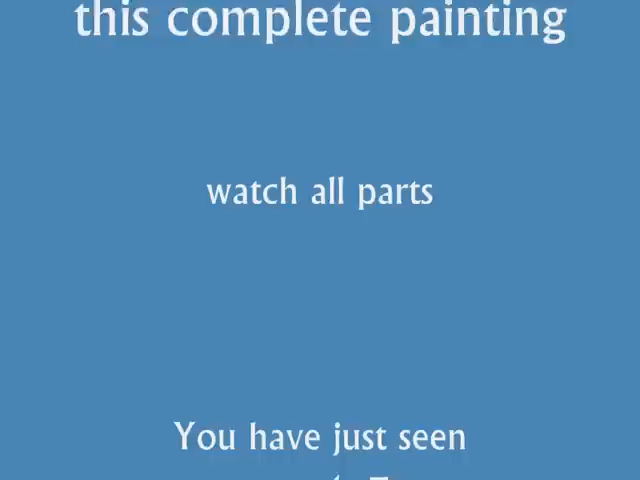 this complete painting
watch all parts
You have just seen